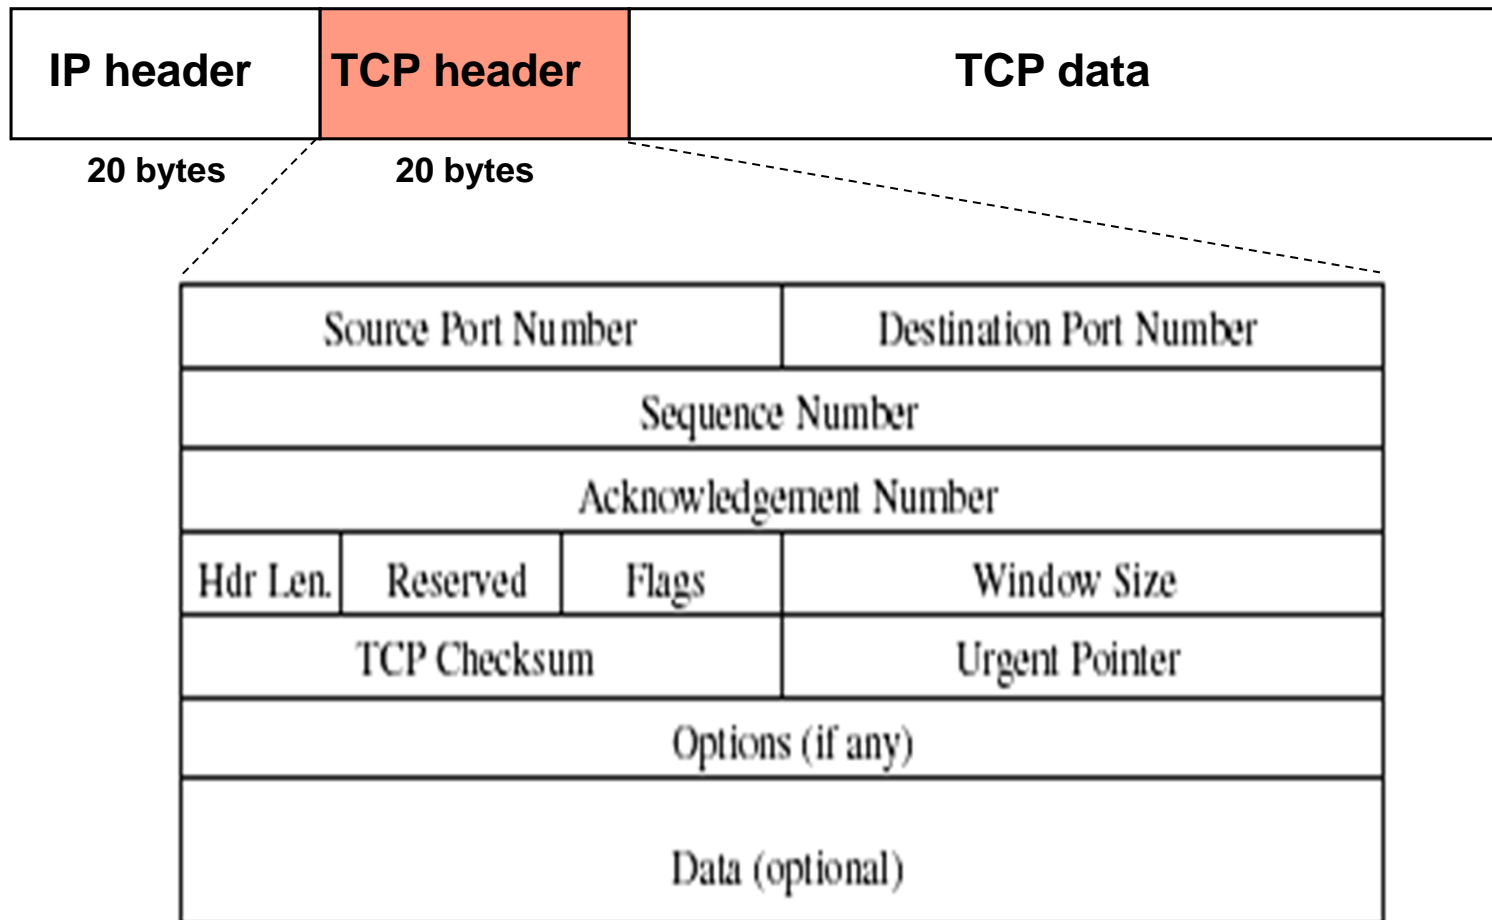 IP header TCP header TCP data
20 bytes 20 bytes
Source Port Number Destination Port Number
Sequence Number
Acknowledgement Number
Hdr Len. Reserved Flags Window Size
TCP Checksum Urgent Pointer
Options (if any)
Data (optional)